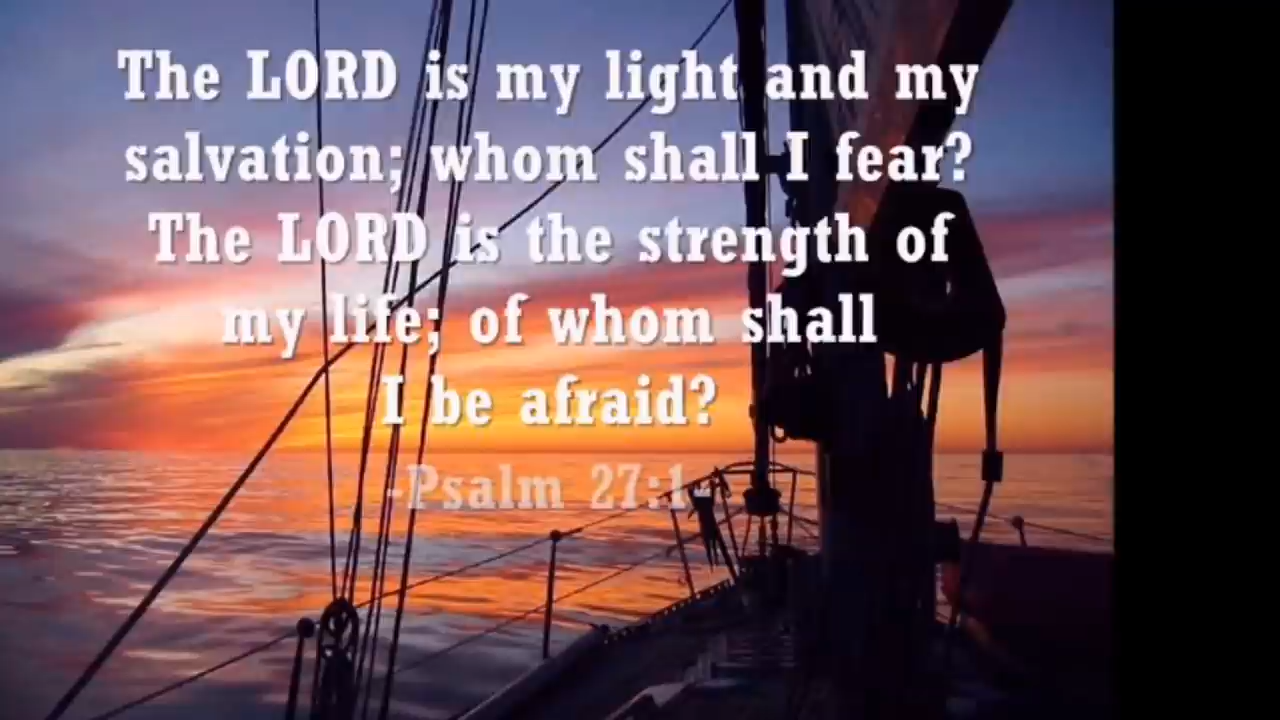 The LORD is my light and my
salvation; whom shall I fear?
The LORD is the strength of
my life; of whom shall
I be afraid?
-Psalm 27:1-